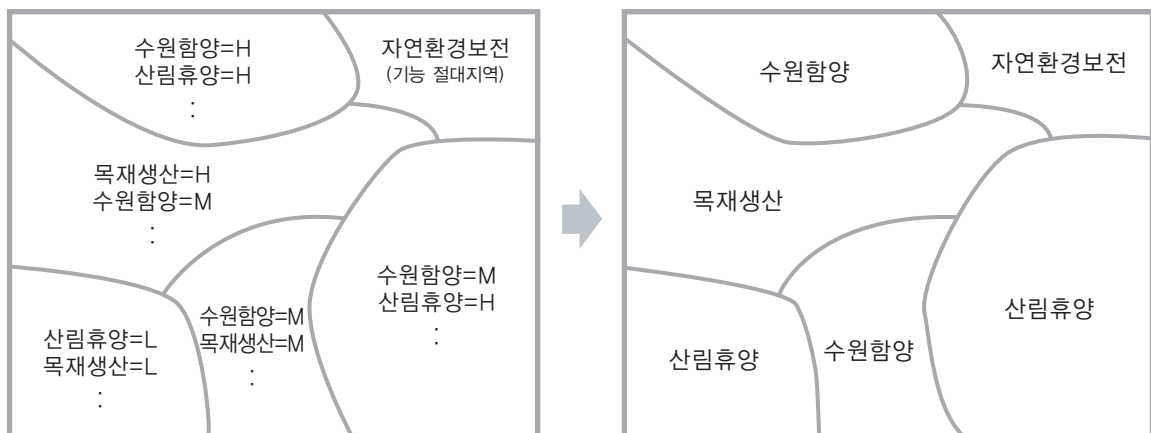 수원함양=H
산림휴양=H
:
자연환경보전
(기능 절대지역)
목재생산=H
수원함양=M
:
수원함양=M
산림휴양=H
:
수원함양=M
목재생산=M
:
산림휴양=L
목재생산=L
:
수원함양
자연환경보전
목재생산
산림휴양
수원함양
산림휴양